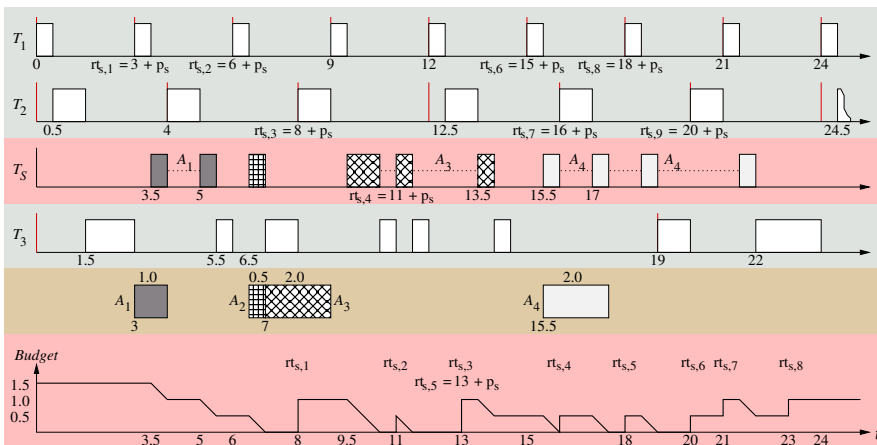 T1
0 rts,1 = 3 + ps rts,2 = 6 + ps 9 12 rts,6 = 15 + ps rts,8 = 18 + ps 21 24
T2
0.5 4 rts,3 = 8 + ps 12.5 rts,7 = 16 + ps rts,9 = 20 + ps 24.5
TS A1 A3 A4 A4
3.5 5 rts,4 = 11 + ps 13.5 15.5 17
T3
1.5 5.5 6.5 19 22
1.0 0.5 2.0 2.0
A1 A2 A3 A4
3 7 15.5
Budget
rts,1 rts,2 rts,3 rts,4 rts,5 rts,6 rts,7 rts,8
rts,5 = 13 + ps
1.5
1.0
0.5
3.5 5 6 8 9.5 11 13 15 18 20 21 23 24